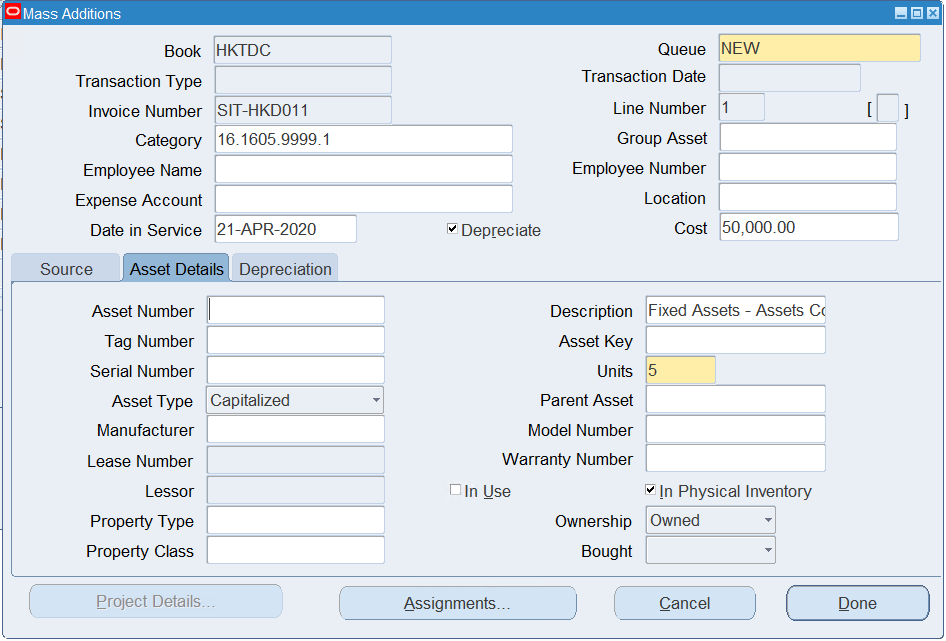 Mass Additions
Book HKTDC Queue NEW
Transaction Type Transaction Date
Invoice Number SIT-HKD011 Line Number 1 [ ]
Category 16.1605.9999.1 Group Asset
Employee Name Employee Number
Expense Account Location
Date in Service 21-APR-2020 Depreciate Cost 50,000.00
Source Asset Details Depreciation
Asset Number Description Fixed Assets - Assets Co
Tag Number Asset Key
Serial Number Units 5
Asset Type Capitalized Parent Asset
Manufacturer Model Number
Lease Number Warranty Number
Lessor In Use In Physical Inventory
Property Type Ownership Owned
Property Class Bought
Project Details... Assignments... Cancel Done